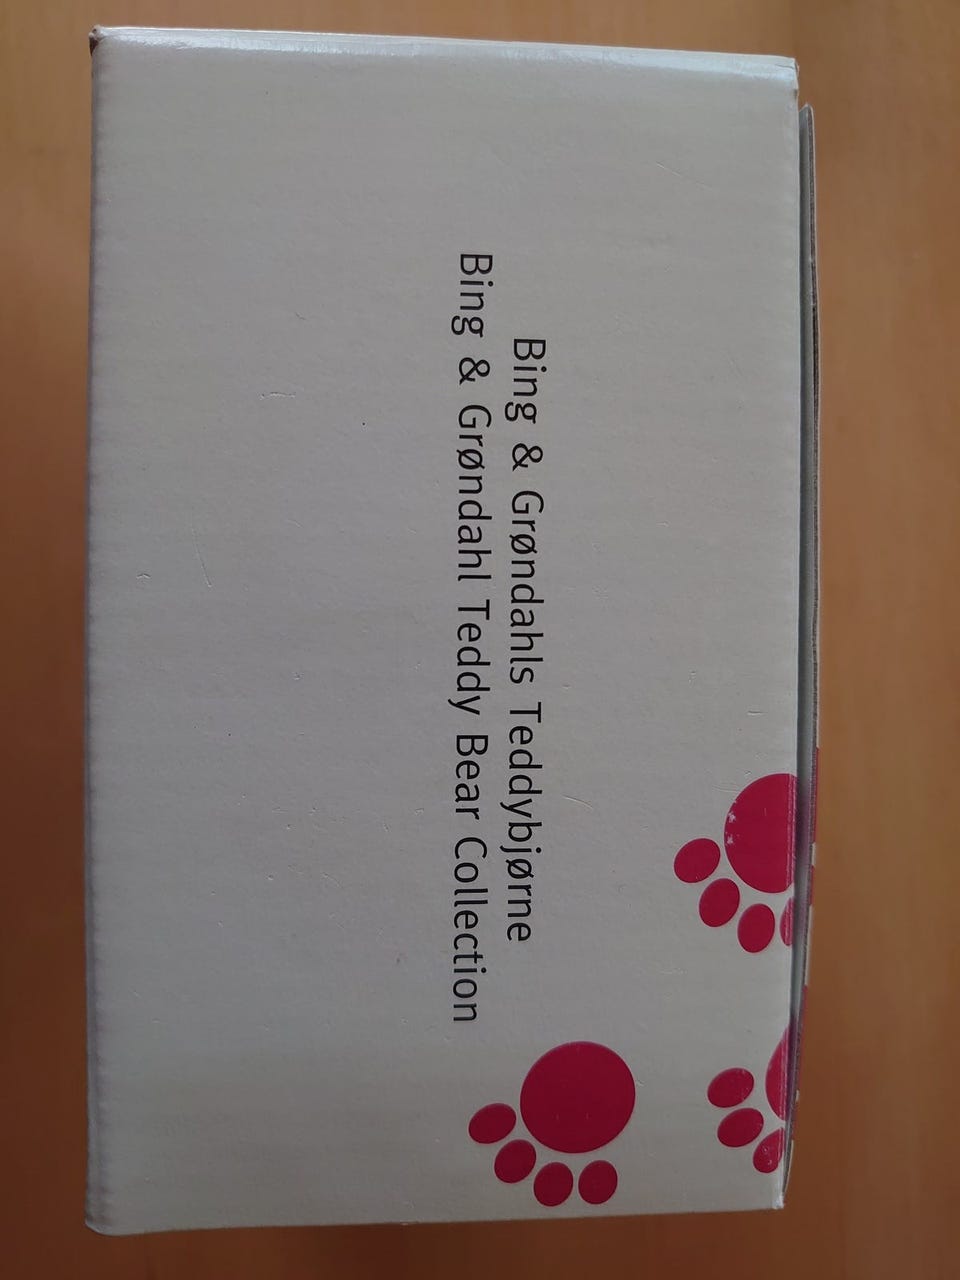 Bing & Grøndahls Teddybjørne
Bing & Grøndahl Teddy Bear Collection